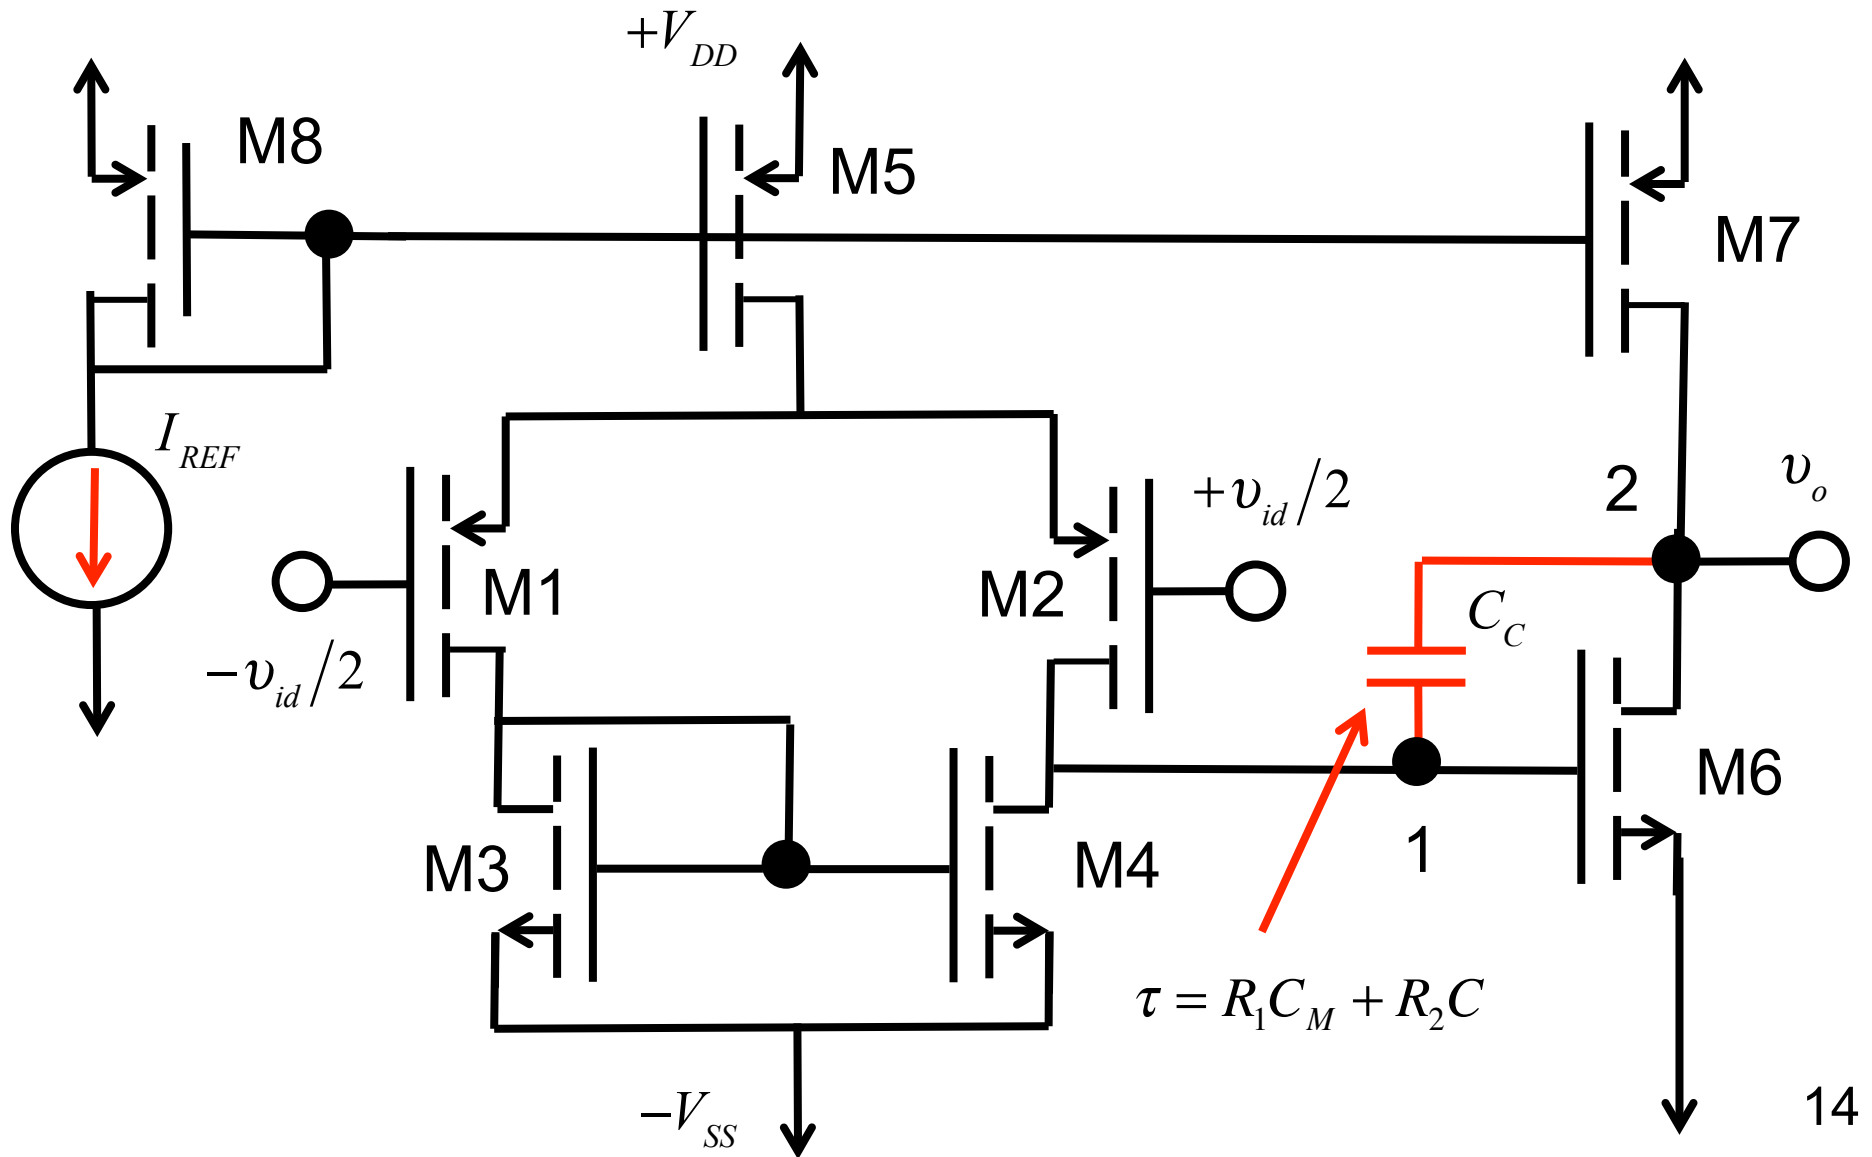 +V_DD
M8
M5
M7
I_REF
+υ_id/2
2
υ_o
M1
M2
C_C
−υ_id/2
M6
1
M3
M4
τ = R_1C_M + R_2C
−V_SS
14